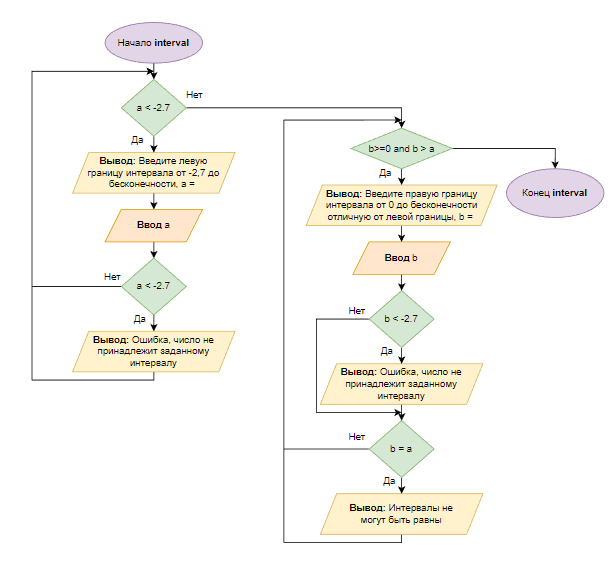 Начало interval
a < -2.7
Нет
Да
Вывод: Введите левую
границу интервала от -2,7 до
бесконечности, a =
Ввод a
a < -2.7
Нет
Да
Вывод: Ошибка, число не
принадлежит заданному
интервалу
b>=0 and b > a
Да
Конец interval
Вывод: Введите правую границу
интервала от 0 до бесконечности
отличную от левой границы, b =
Ввод b
b < -2.7
Нет
Да
Вывод: Ошибка, число не
принадлежит заданному
интервалу
b = a
Нет
Да
Вывод: Интервалы не
могут быть равны